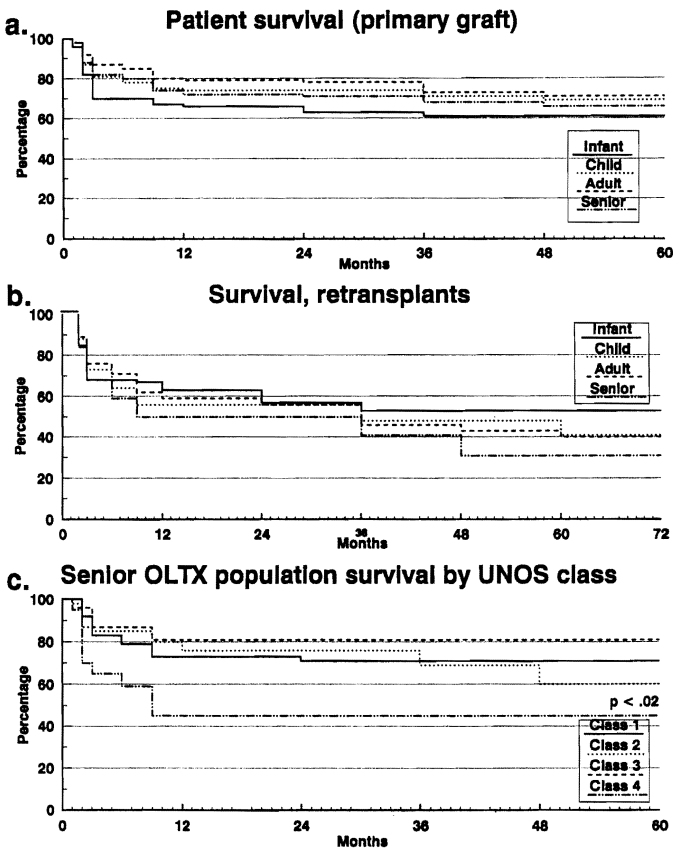 a. Patient survival (primary graft)
100
80
60
40
20
0
Percentage
0 12 24 36 48 60
Months
Infant
Child
Adult
Senior
b. Survival, retransplants
100
80
60
40
20
0
Percentage
0 12 24 36 48 60 72
Months
Infant
Child
Adult
Senior
c. Senior OLTX population survival by UNOS class
100
80
60
40
20
0
Percentage
0 12 24 36 48 60
Months
p < .02
Class 1
Class 2
Class 3
Class 4